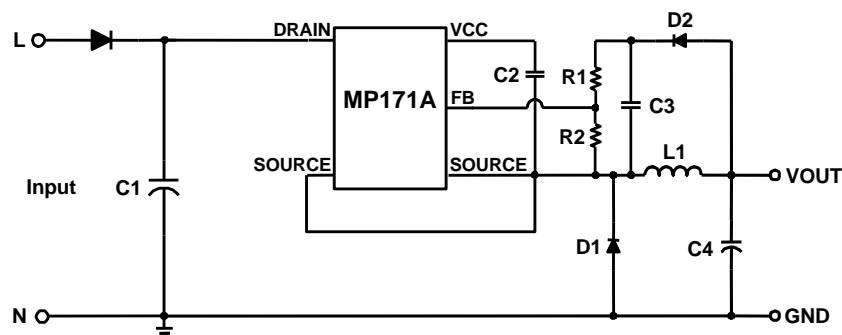 D2
L
DRAIN
VCC
C2
R1
MP171A
FB
C3
R2
L1
SOURCE
SOURCE
VOUT
Input
C1
D1
C4
N
GND